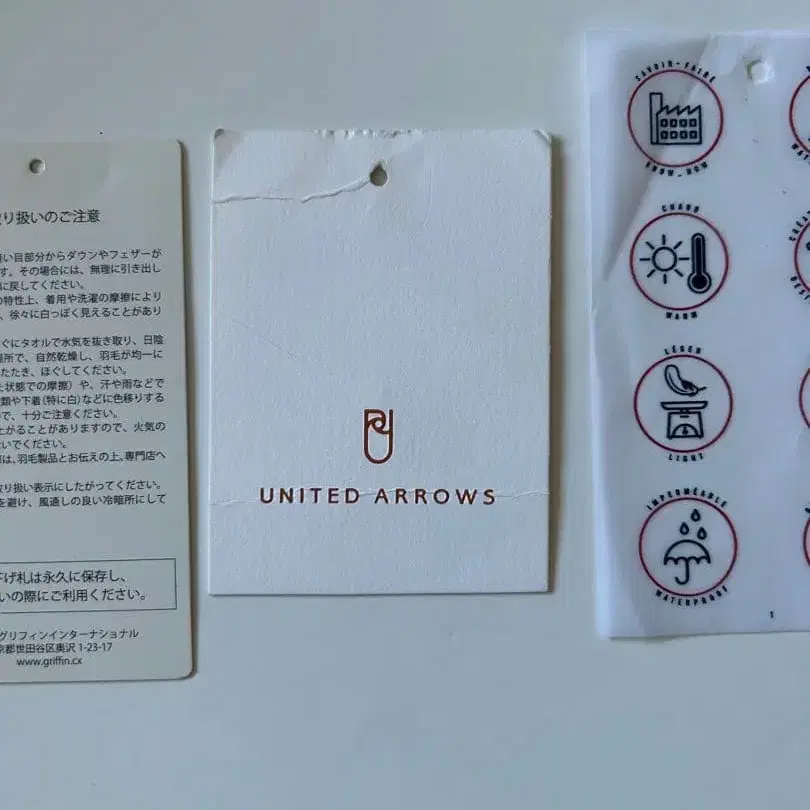 取り扱いのご注意
い目部分からダウンやフェザーが
す。その場合には、無理に引き出し
に戻してください。
の特性上、着用や洗濯の摩擦により
、徐々に白っぽく見えることがあり
ぐにタオルで水気を抜き取り、日陰
場所で、自然乾燥し、羽毛が均一に
たたき、ほぐしてください。
た状態での摩擦）や、汗や雨などで
類や下着(特に白)などに色移りする
で、十分ご注意ください。
上がることがありますので、火気の
いでください。
は、羽毛製品とお伝えの上、専門店へ
取り扱い表示にしたがってください。
を避け、風通しの良い冷暗所にして
下げ札は永久に保存し、
いの際にご利用ください。
グリフィンインターナショナル
京都世田谷区奥沢 1-23-17
www.griffin.cx
UNITED ARROWS
SAVOIR-FAIRE
KNOW-HOW
CHAUD
WARM
LÉGER
LIGHT
IMPERMÉABLE
WATERPROOF
1